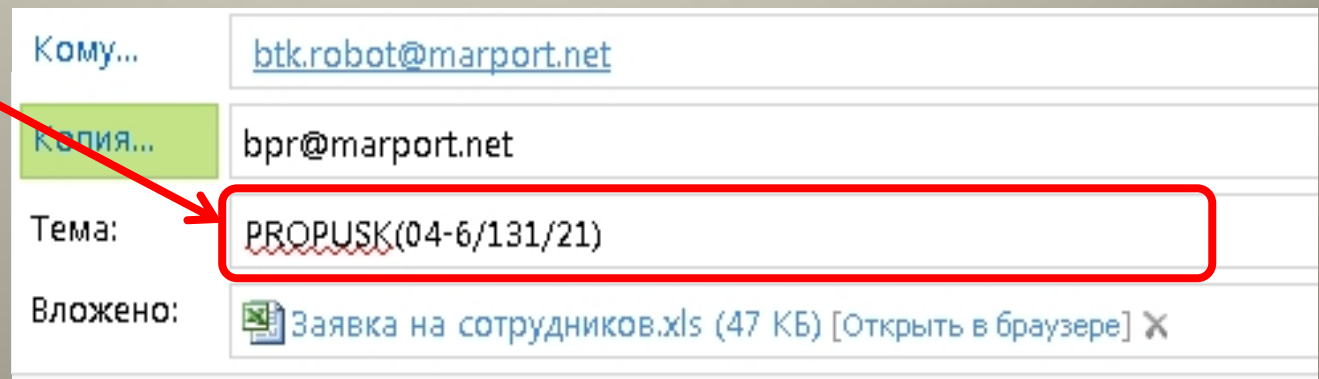 Кому... btk.robot@marport.net
Копия... bpr@marport.net
Тема: PROPUSK(04-6/131/21)
Вложено: Заявка на сотрудников.xls (47 КБ) [Открыть в браузере]